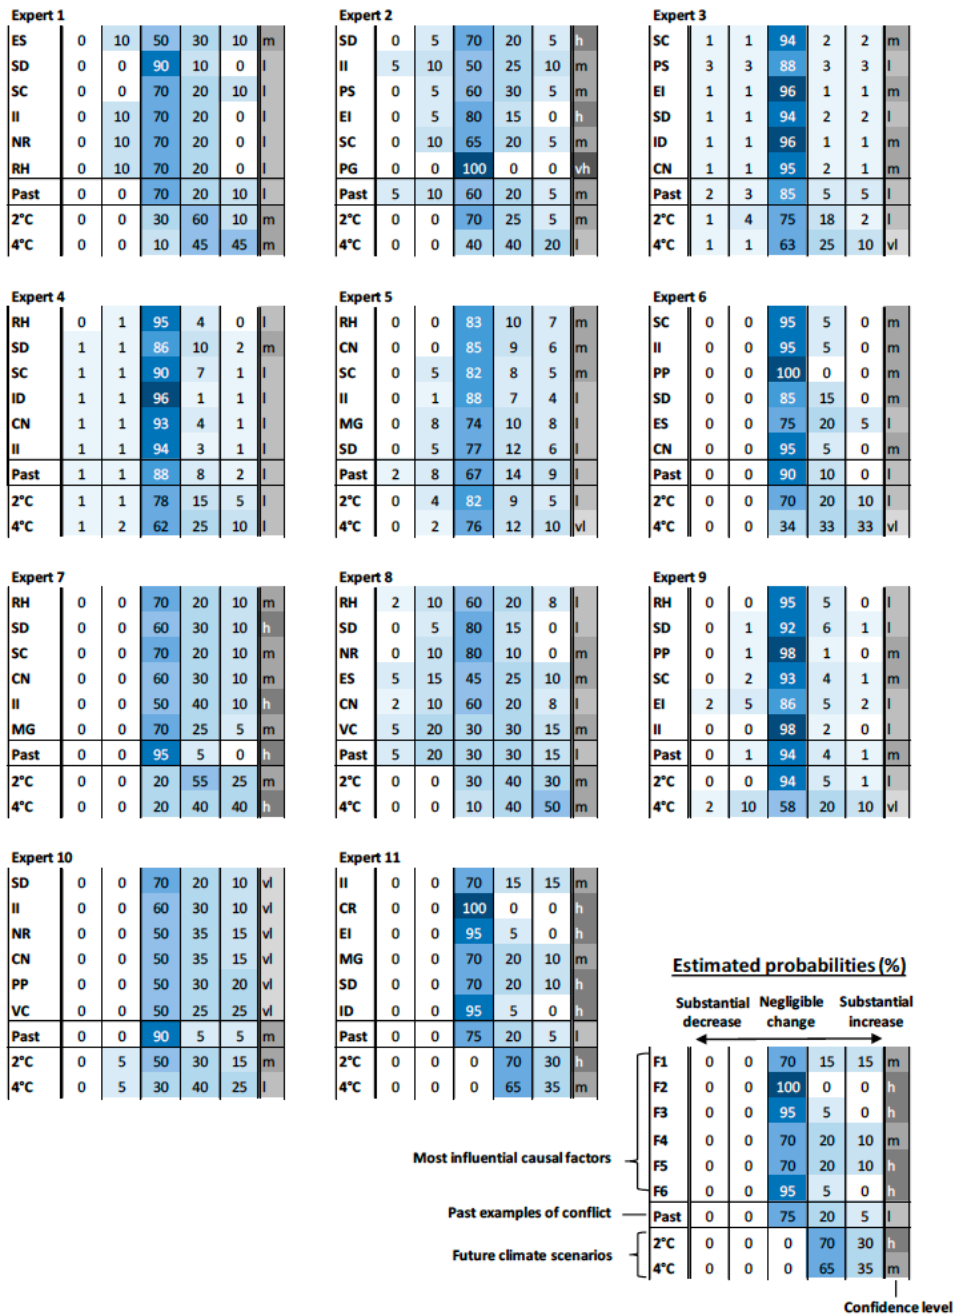 Expert 1
ES 0 10 50 30 10 m
SD 0 0 90 10 0 l
SC 0 0 70 20 10 l
II 0 10 70 20 0 l
NR 0 10 70 20 0 l
RH 0 10 70 20 0 l
Past 0 0 70 20 10 l
2°C 0 0 30 60 10 m
4°C 0 0 10 45 45 m
Expert 2
SD 0 5 70 20 5 h
II 5 10 50 25 10 m
PS 0 5 60 30 5 m
EI 0 5 80 15 0 h
SC 0 10 65 20 5 m
PG 0 0 100 0 0 vh
Past 5 10 60 20 5 m
2°C 0 0 70 25 5 m
4°C 0 0 40 40 20 l
Expert 3
SC 1 1 94 2 2 m
PS 3 3 88 3 3 l
EI 1 1 96 1 1 m
SD 1 1 94 2 2 l
ID 1 1 96 1 1 m
CN 1 1 95 2 1 m
Past 2 3 85 5 5 l
2°C 1 4 75 18 2 l
4°C 1 1 63 25 10 vl
Expert 4
RH 0 1 95 4 0 l
SD 1 1 86 10 2 m
SC 1 1 90 7 1 l
ID 1 1 96 1 1 l
CN 1 1 93 4 1 l
II 1 1 94 3 1 l
Past 1 1 88 8 2 l
2°C 1 1 78 15 5 l
4°C 1 2 62 25 10 l
Expert 5
RH 0 0 83 10 7 m
CN 0 0 85 9 6 m
SC 0 5 82 8 5 m
II 0 1 88 7 4 l
MG 0 8 74 10 8 l
SD 0 5 77 12 6 l
Past 2 8 67 14 9 l
2°C 0 4 82 9 5 l
4°C 0 2 76 12 10 vl
Expert 6
SC 0 0 95 5 0 m
II 0 0 95 5 0 m
PP 0 0 100 0 0 m
SD 0 0 85 15 0 m
ES 0 0 75 20 5 l
CN 0 0 95 5 0 m
Past 0 0 90 10 0 l
2°C 0 0 70 20 10 l
4°C 0 0 34 33 33 vl
Expert 7
RH 0 0 70 20 10 m
SD 0 0 60 30 10 h
SC 0 0 70 20 10 m
CN 0 0 60 30 10 m
II 0 0 50 40 10 h
MG 0 0 70 25 5 m
Past 0 0 95 5 0 h
2°C 0 0 20 55 25 m
4°C 0 0 20 40 40 h
Expert 8
RH 2 10 60 20 8 l
SD 0 5 80 15 0 l
NR 0 10 80 10 0 m
ES 5 15 45 25 10 m
CN 2 10 60 20 8 l
VC 5 20 30 30 15 m
Past 5 20 30 30 15 l
2°C 0 0 30 40 30 m
4°C 0 0 10 40 50 m
Expert 9
RH 0 0 95 5 0 l
SD 0 1 92 6 1 l
PP 0 1 98 1 0 m
SC 0 2 93 4 1 m
EI 2 5 86 5 2 l
II 0 0 98 2 0 l
Past 0 1 94 4 1 m
2°C 0 0 94 5 1 l
4°C 2 10 58 20 10 vl
Expert 10
SD 0 0 70 20 10 vl
II 0 0 60 30 10 vl
NR 0 0 50 35 15 vl
CN 0 0 50 35 15 vl
PP 0 0 50 30 20 vl
VC 0 0 50 25 25 vl
Past 0 0 90 5 5 m
2°C 0 5 50 30 15 m
4°C 0 5 30 40 25 l
Expert 11
II 0 0 70 15 15 m
CR 0 0 100 0 0 h
EI 0 0 95 5 0 h
MG 0 0 70 20 10 m
SD 0 0 70 20 10 h
ID 0 0 95 5 0 h
Past 0 0 75 20 5 l
2°C 0 0 0 70 30 h
4°C 0 0 0 65 35 m
Estimated probabilities (%)
Substantial Negligible Substantial
decrease change increase
F1 0 0 70 15 15 m
F2 0 0 100 0 0 h
F3 0 0 95 5 0 h
F4 0 0 70 20 10 m
Most influential causal factors
F5 0 0 70 20 10 h
F6 0 0 95 5 0 h
Past examples of conflict
Past 0 0 75 20 5 l
Future climate scenarios
2°C 0 0 0 70 30 h
4°C 0 0 0 65 35 m
Confidence level